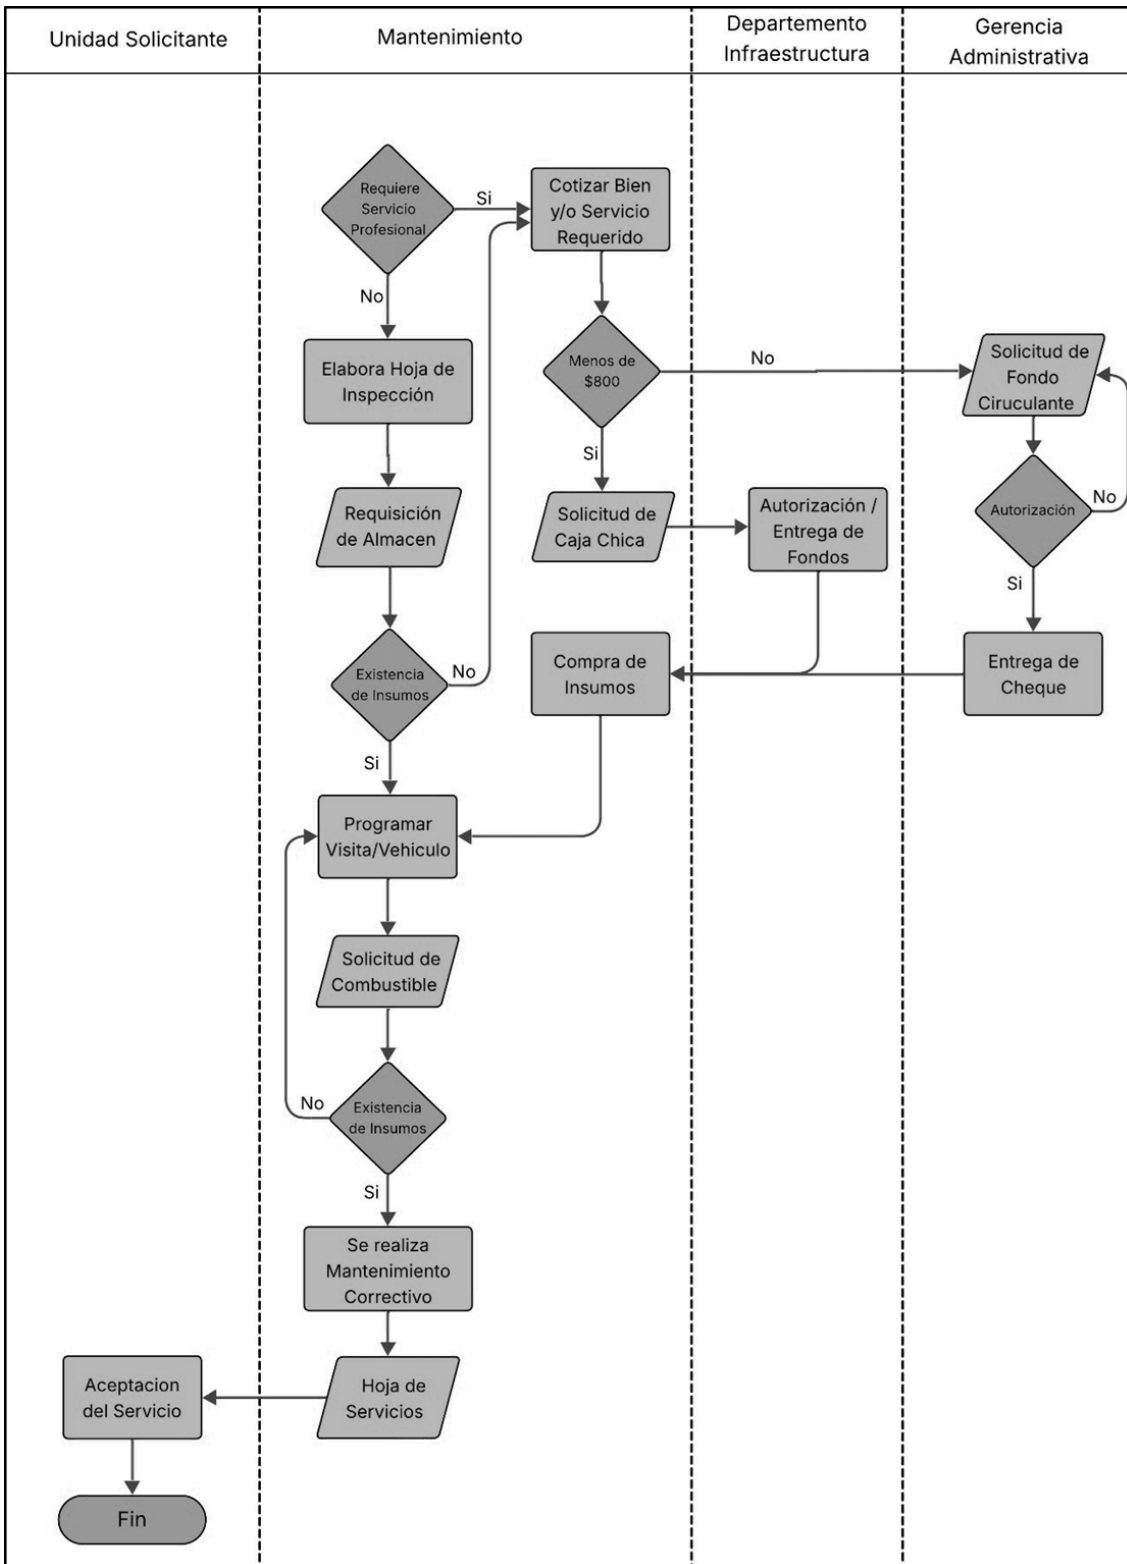 Unidad Solicitante
Mantenimiento
Departemento
Infraestructura
Gerencia
Administrativa
Requiere
Servicio
Profesional
Si
Cotizar Bien
y/o Servicio
Requerido
No
Elabora Hoja de
Inspección
Menos de
$800
No
Solicitud de
Fondo
Ciruculante
Si
Requisición
de Almacen
Solicitud de
Caja Chica
Autorización /
Entrega de
Fondos
Autorización
No
Si
Existencia
de Insumos
No
Compra de
Insumos
Entrega de
Cheque
Si
Programar
Visita/Vehiculo
Solicitud de
Combustible
Existencia
de Insumos
No
Si
Se realiza
Mantenimiento
Correctivo
Hoja de
Servicios
Aceptacion
del Servicio
Fin